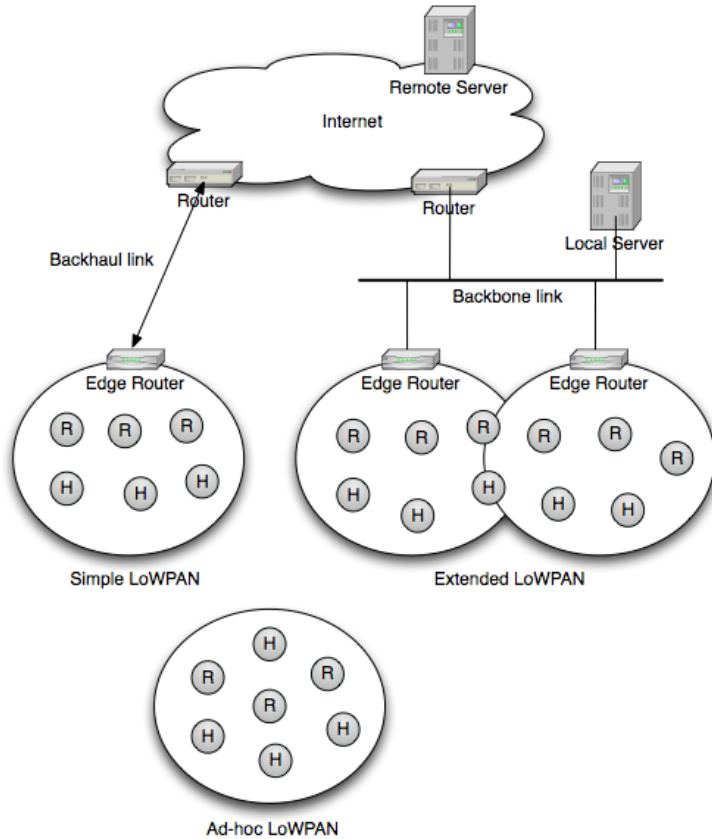 Remote Server
Internet
Router
Router
Local Server
Backhaul link
Backbone link
Edge Router
Edge Router
Edge Router
R R R
H H H
R R R R R R
H H H H H
Simple LoWPAN
Extended LoWPAN
H
R R
R
H H
H
Ad-hoc LoWPAN